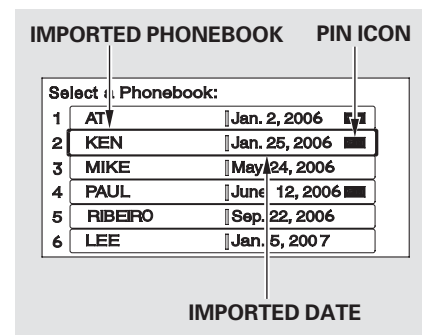 IMPORTED PHONEBOOK PIN ICON
Select a Phonebook:
1 AT Jan. 2, 2006
2 KEN Jan. 25, 2006
3 MIKE May 24, 2006
4 PAUL June 12, 2006
5 RIBEIRO Sep. 22, 2006
6 LEE Jan. 5, 2007
IMPORTED DATE